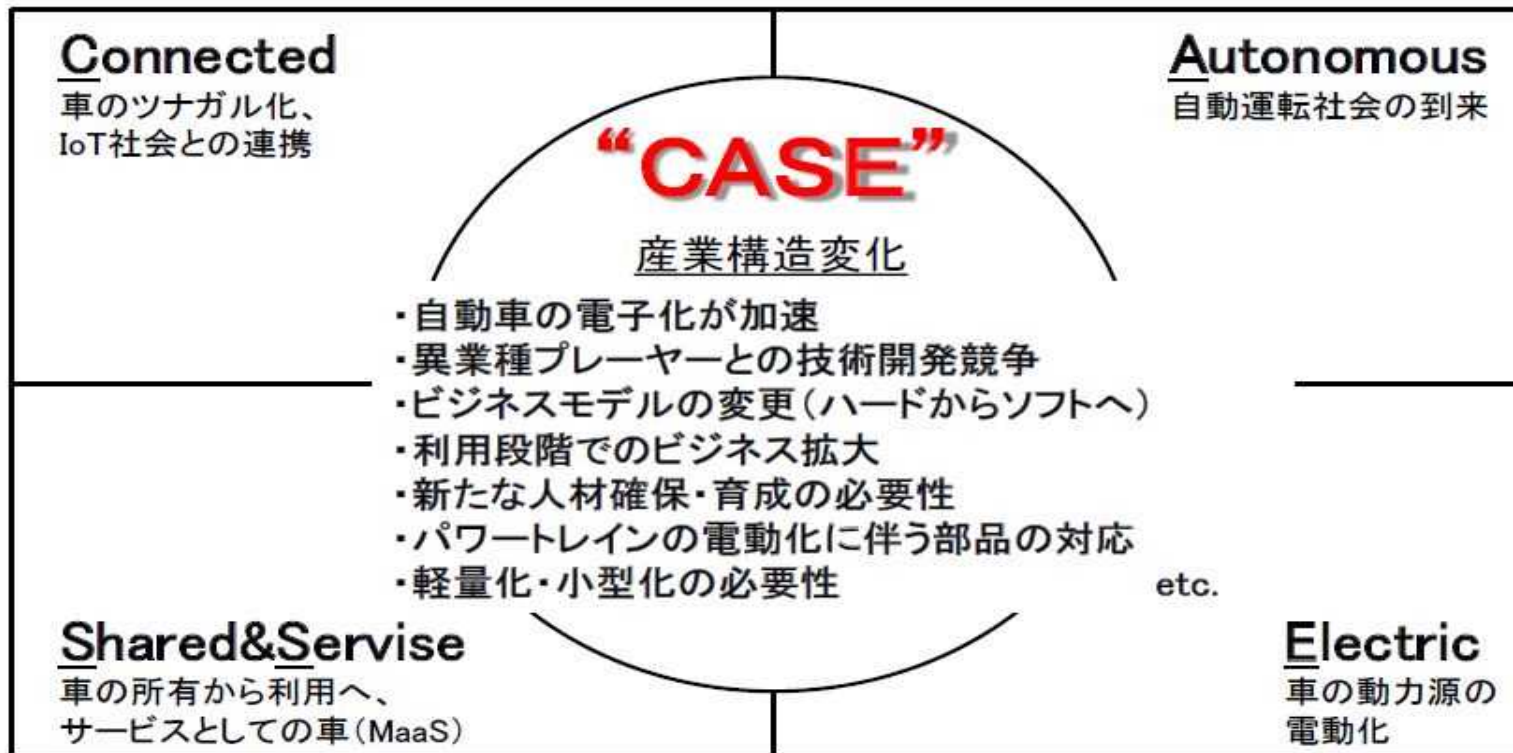 Connected
車のツナガル化、
IoT社会との連携
Autonomous
自動運転社会の到来
“CASE”
産業構造変化
・自動車の電子化が加速
・異業種プレーヤーとの技術開発競争
・ビジネスモデルの変更(ハードからソフトへ)
・利用段階でのビジネス拡大
・新たな人材確保・育成の必要性
・パワートレインの電動化に伴う部品の対応
・軽量化・小型化の必要性 etc.
Shared&Servise
車の所有から利用へ、
サービスとしての車(MaaS)
Electric
車の動力源の
電動化